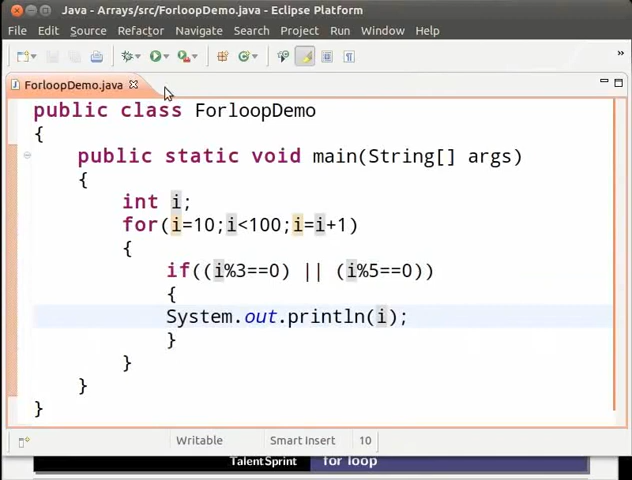 Java - Arrays/src/ForloopDemo.java - Eclipse Platform
File Edit Source Refactor Navigate Search Project Run Window Help
ForloopDemo.java
public class ForloopDemo
{
public static void main(String[] args)
{
int i;
for(i=10;i<100;i=i+1)
{
if((i%3==0) || (i%5==0))
{
System.out.println(i);
}
}
}
}
Writable Smart Insert 10
TalentSprint for loop